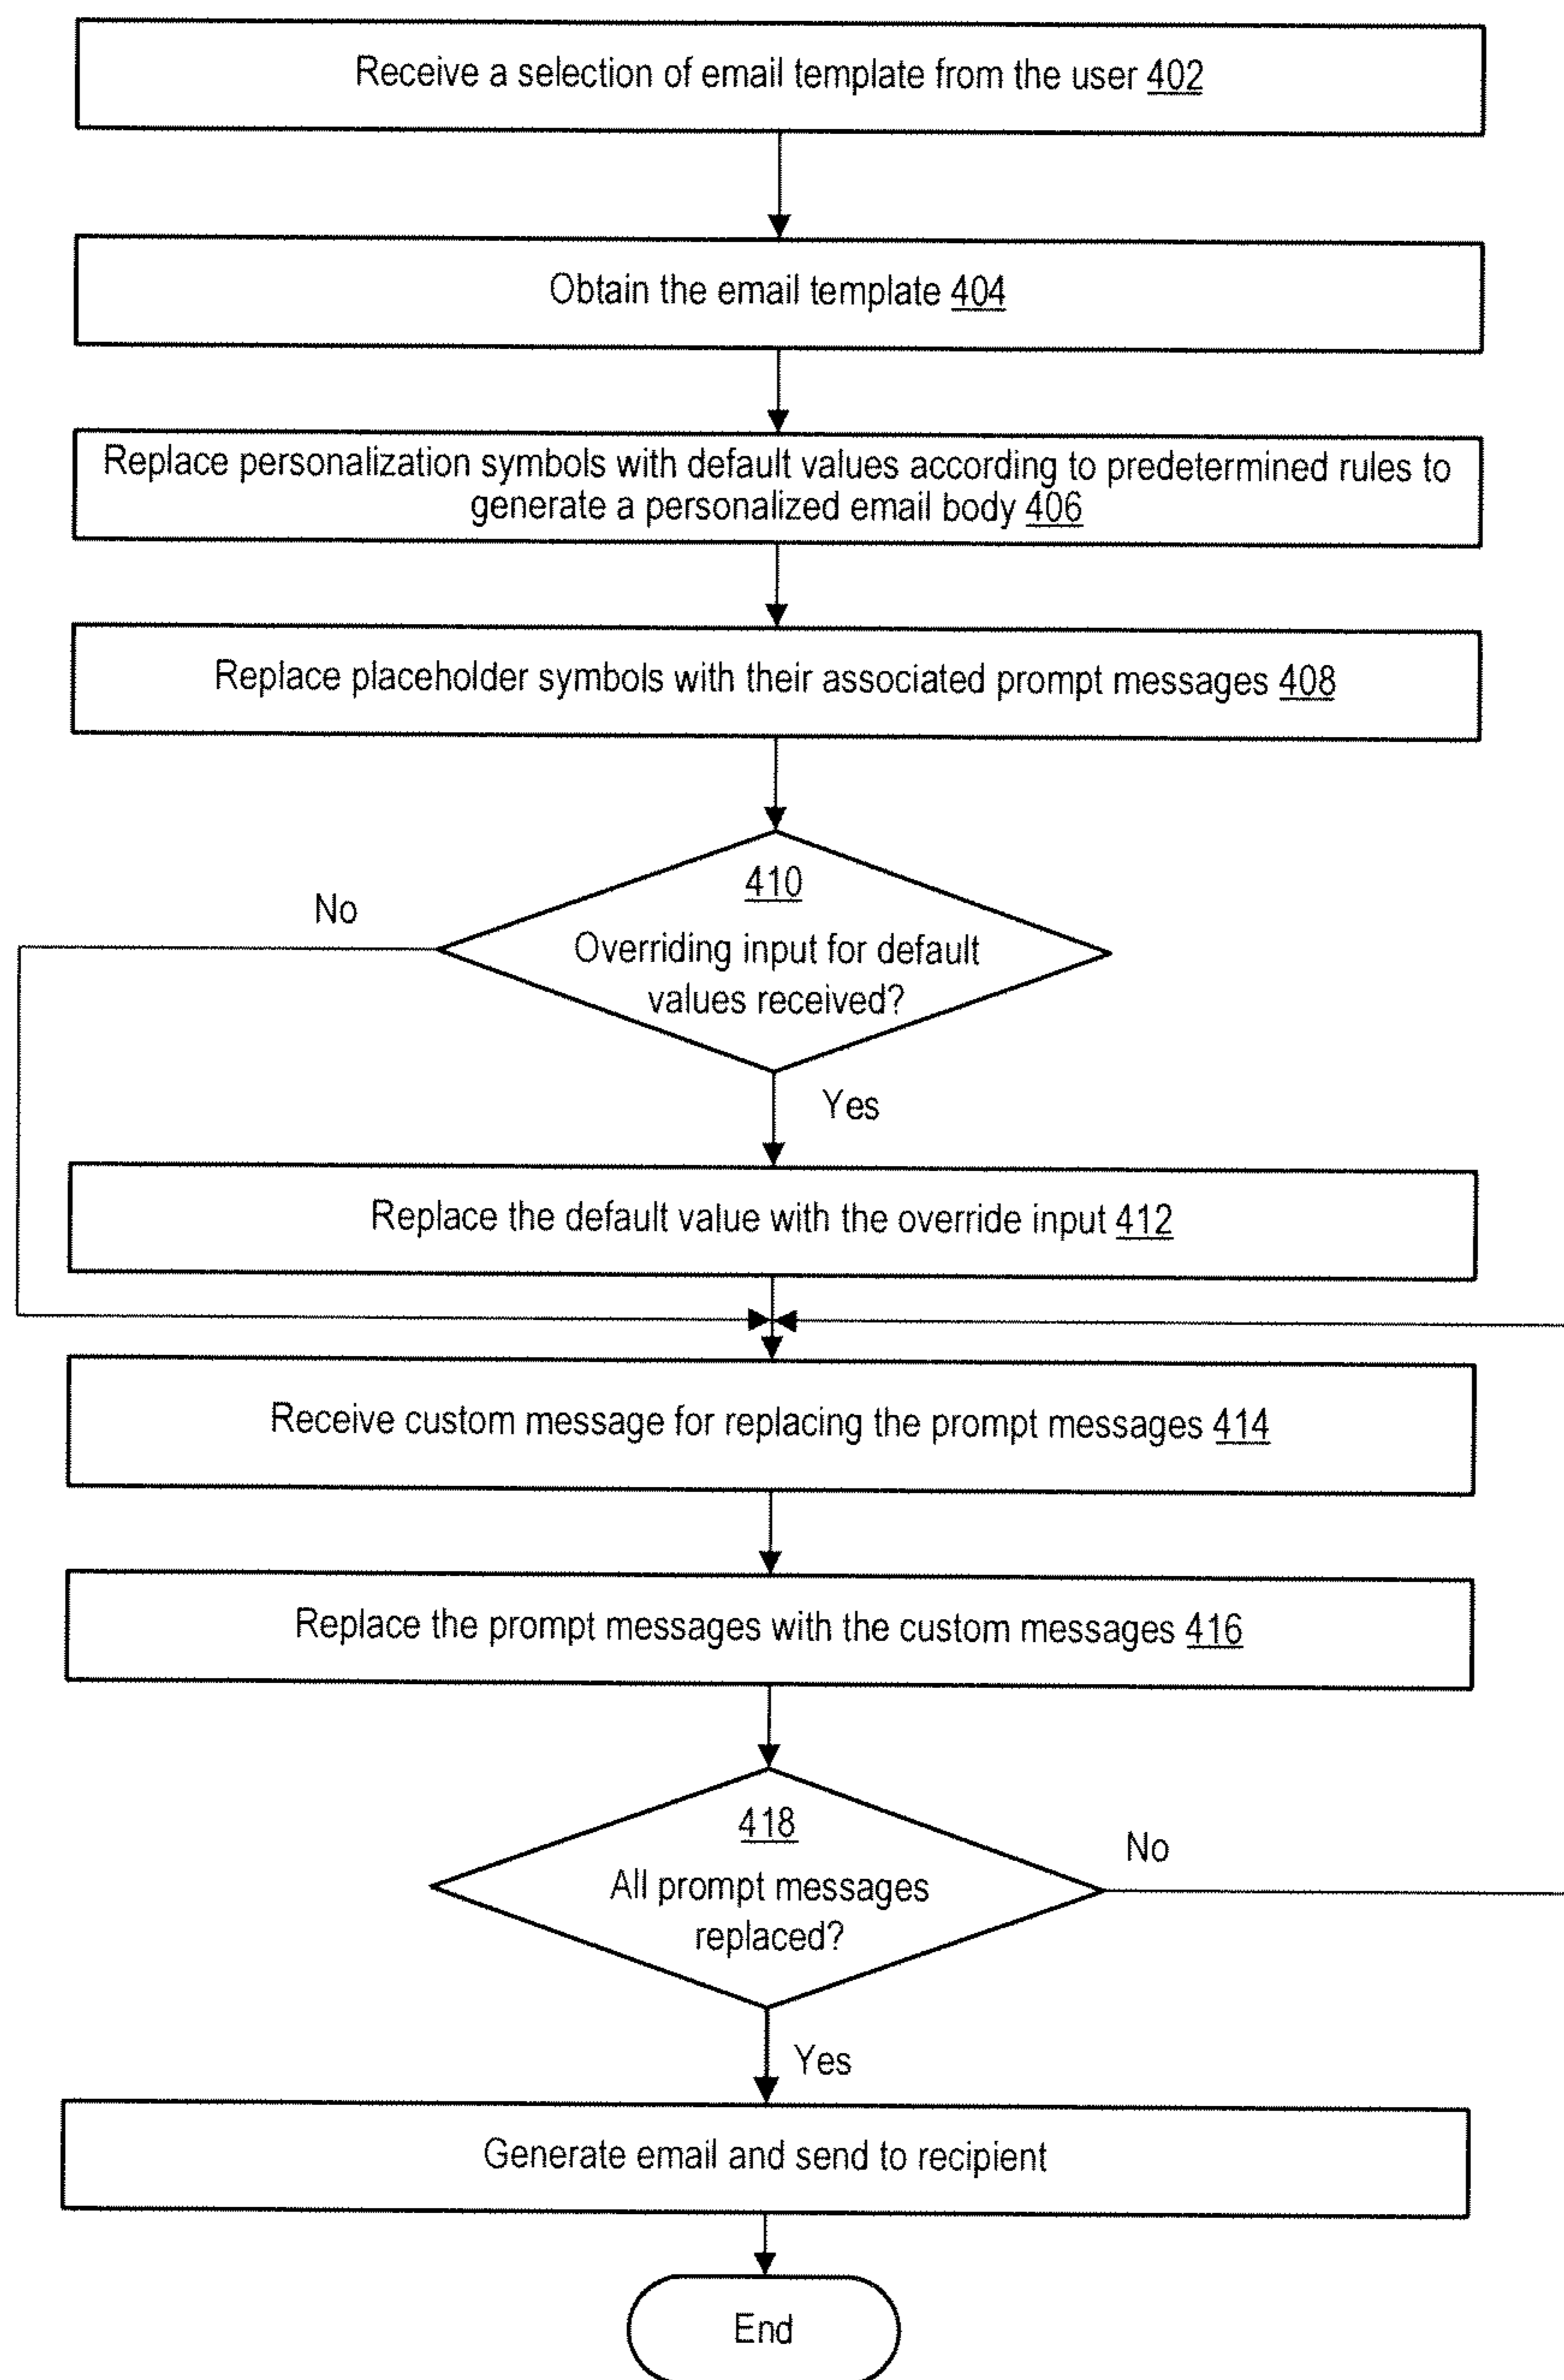 Receive a selection of email template from the user 402
Obtain the email template 404
Replace personalization symbols with default values according to predetermined rules to
generate a personalized email body 406
Replace placeholder symbols with their associated prompt messages 408
410
No
Overriding input for default
values received?
Yes
Replace the default value with the override input 412
Receive custom message for replacing the prompt messages 414
Replace the prompt messages with the custom messages 416
418
No
All prompt messages
replaced?
Yes
Generate email and send to recipient
End